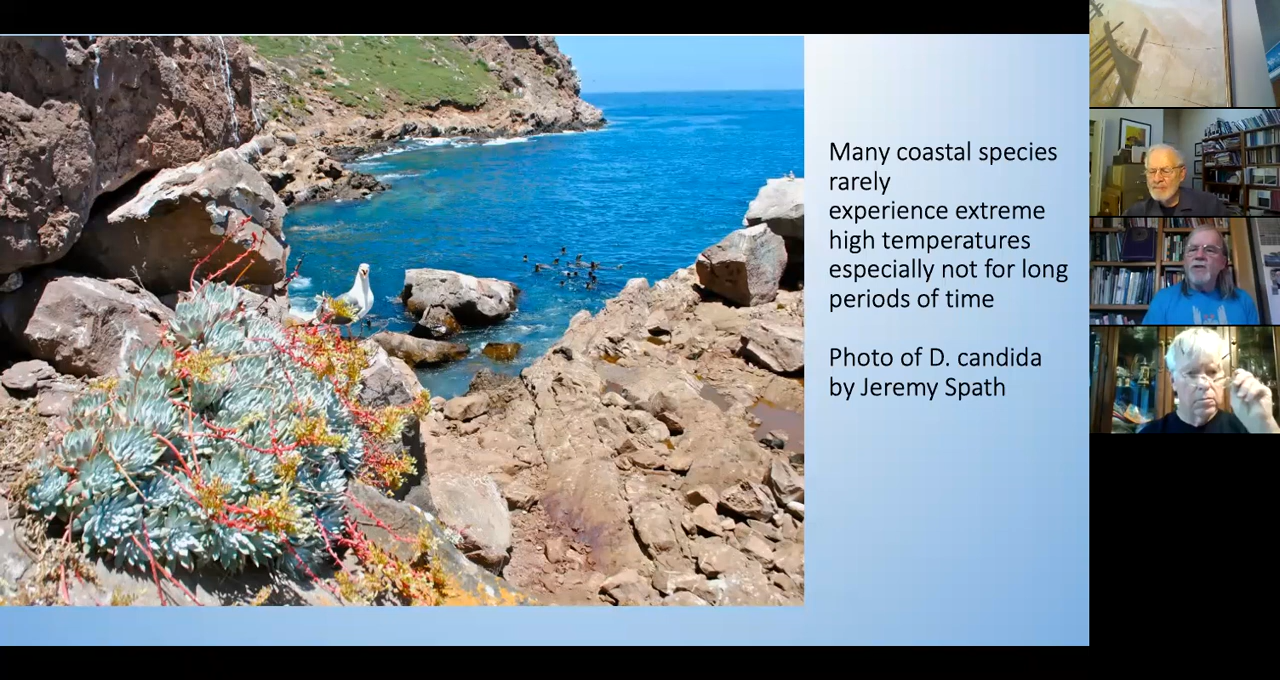 Many coastal species
rarely
experience extreme
high temperatures
especially not for long
periods of time
Photo of D. candida
by Jeremy Spath